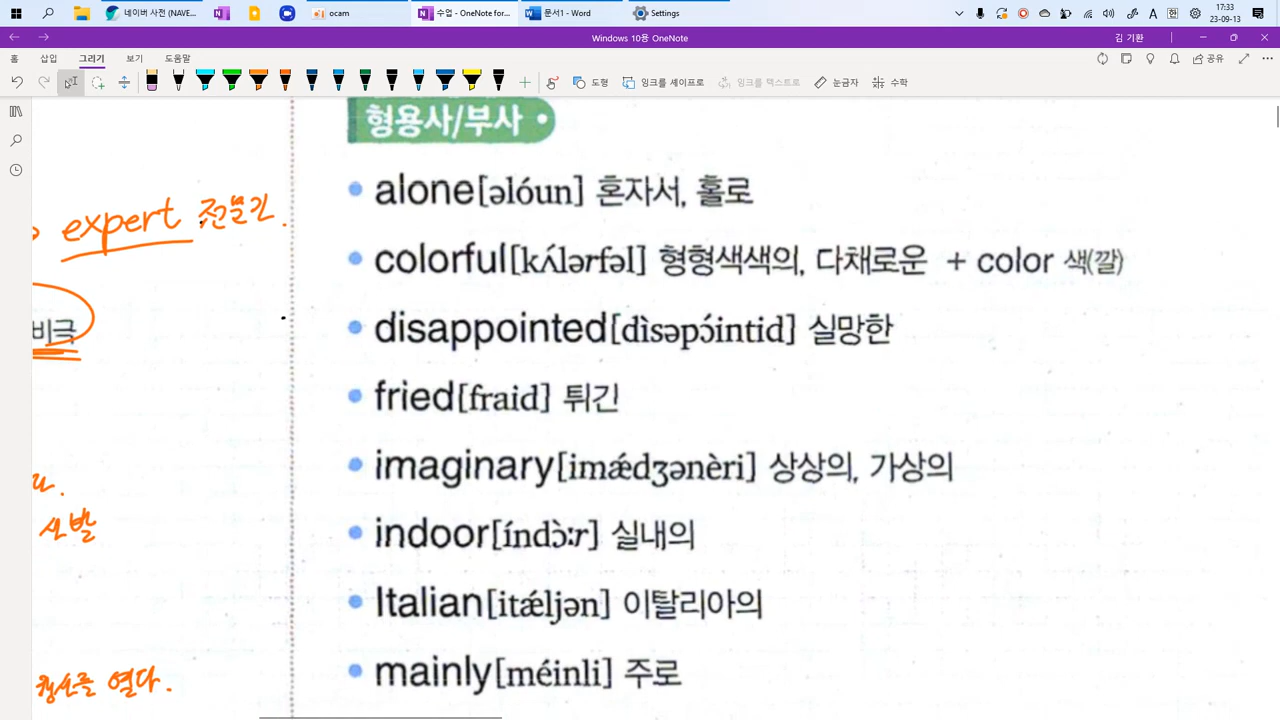 네이버 사전 (NAVE...
ocam
수업 - OneNote for...
문서1 - Word
Settings
A
한
17:33
23-09-13
Windows 10용 OneNote
김 기환
홈 삽입 그리기 보기 도움말
공유
도형 잉크를 셰이프로 잉크를 텍스트로 눈금자 수학
형용사/부사
alone[əlóun] 혼자서, 홀로
expert 전문가
colorful[kʌ́lərfəl] 형형색색의, 다채로운 + color 색(깔)
disappointed[dìsəpɔ́intid] 실망한
비극
fried[fraid] 튀긴
imaginary[imǽdʒənèri] 상상의, 가상의
다.
신발
indoor[índɔ̀ːr] 실내의
Italian[itǽljən] 이탈리아의
mainly[méinli] 주로
열다.